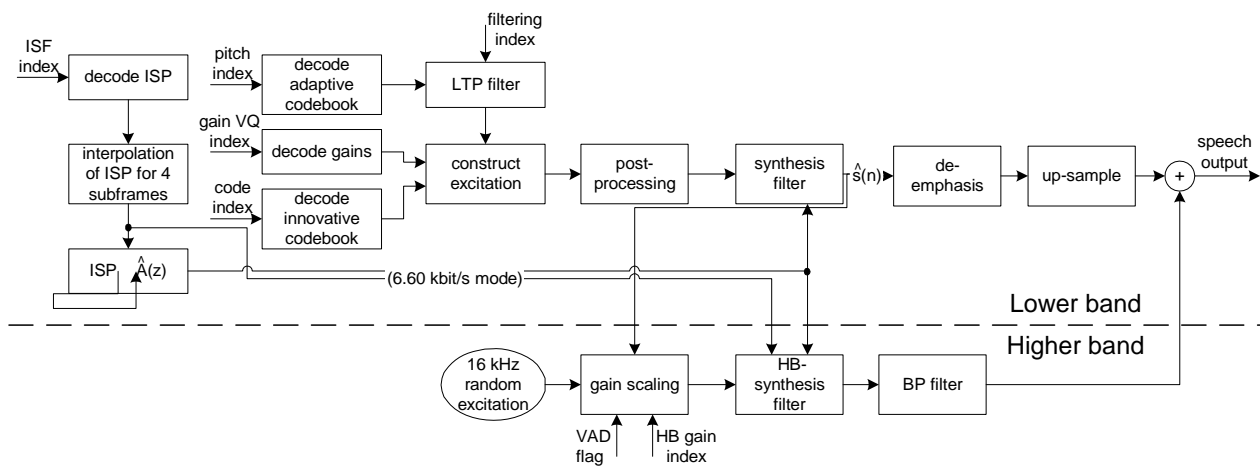 ISF
index
decode ISP
interpolation
of ISP for 4
subframes
ISP Â(z)
pitch
index
decode
adaptive
codebook
filtering
index
LTP filter
gain VQ
index
decode gains
code
index
decode
innovative
codebook
construct
excitation
post-
processing
synthesis
filter
ŝ(n)
de-
emphasis
up-sample
+
speech
output
(6.60 kbit/s mode)
Lower band
Higher band
16 kHz
random
excitation
gain scaling
VAD
flag
HB gain
index
HB-
synthesis
filter
BP filter